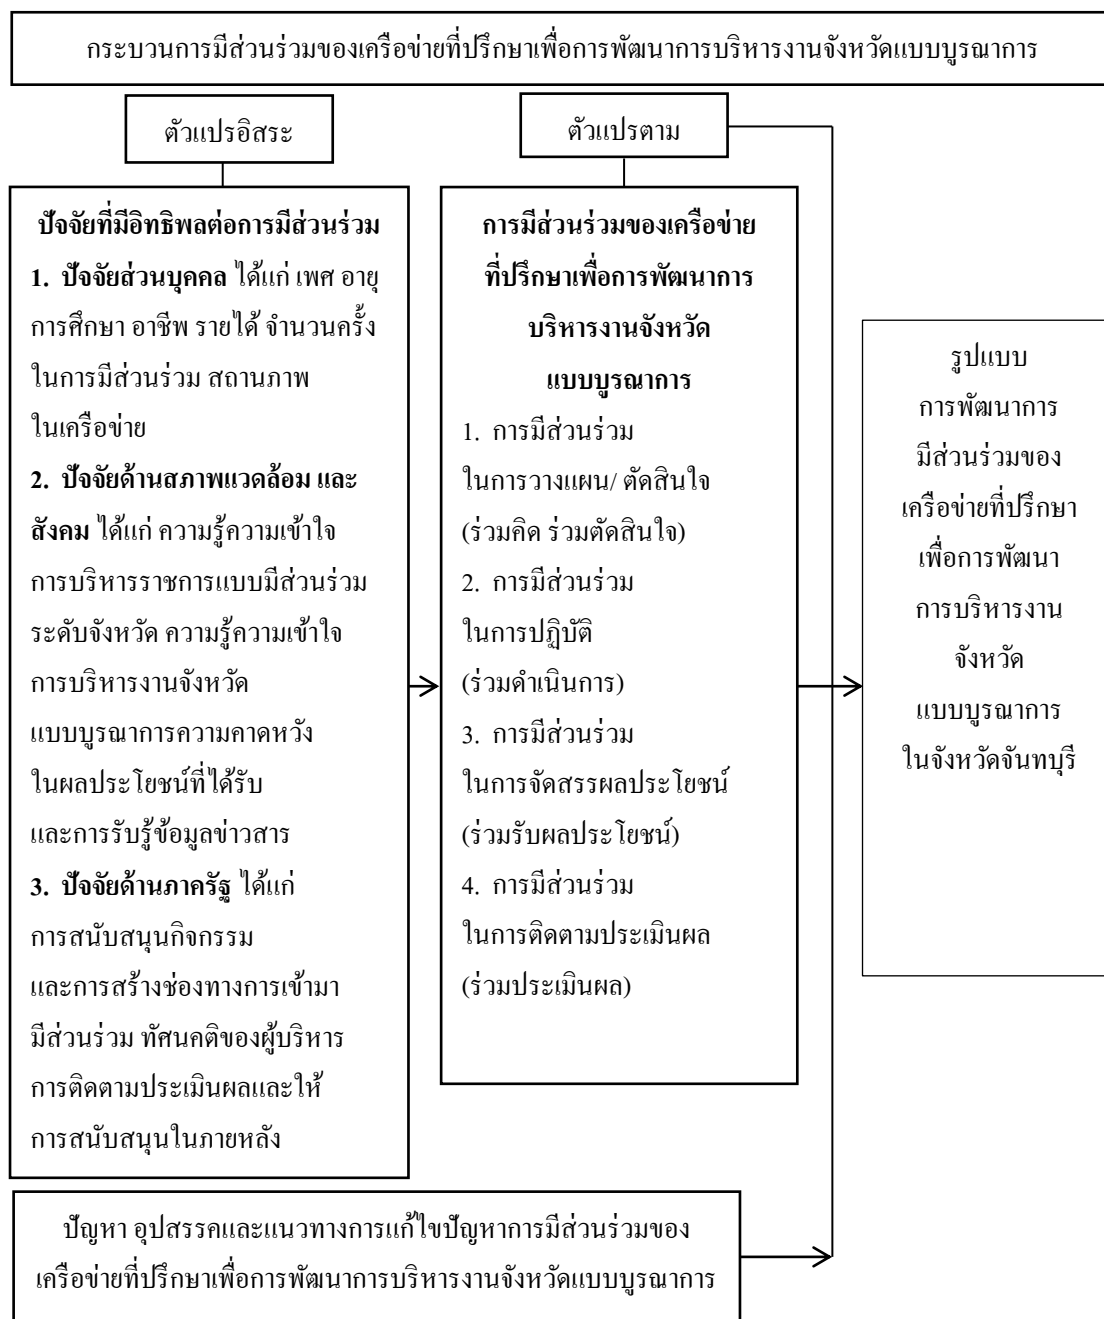 กระบวนการมีส่วนร่วมของเครือข่ายที่ปรึกษาเพื่อการพัฒนาการบริหารงานจังหวัดแบบบูรณาการ
ตัวแปรอิสระ
ปัจจัยที่มีอิทธิพลต่อการมีส่วนร่วม
1. ปัจจัยส่วนบุคคล ได้แก่ เพศ อายุ
การศึกษา อาชีพ รายได้ จำนวนครั้ง
ในการมีส่วนร่วม สถานภาพ
ในเครือข่าย
2. ปัจจัยด้านสภาพแวดล้อม และ
สังคม ได้แก่ ความรู้ความเข้าใจ
การบริหารราชการแบบมีส่วนร่วม
ระดับจังหวัด ความรู้ความเข้าใจ
การบริหารงานจังหวัด
แบบบูรณาการความคาดหวัง
ในผลประโยชน์ที่ได้รับ
และการรับรู้ข้อมูลข่าวสาร
3. ปัจจัยด้านภาครัฐ ได้แก่
การสนับสนุนกิจกรรม
และการสร้างช่องทางการเข้ามา
มีส่วนร่วม ทัศนคติของผู้บริหาร
การติดตามประเมินผลและให้
การสนับสนุนในภายหลัง
ตัวแปรตาม
การมีส่วนร่วมของเครือข่าย
ที่ปรึกษาเพื่อการพัฒนาการ
บริหารงานจังหวัด
แบบบูรณาการ
1. การมีส่วนร่วม
ในการวางแผน/ ตัดสินใจ
(ร่วมคิด ร่วมตัดสินใจ)
2. การมีส่วนร่วม
ในการปฏิบัติ
(ร่วมดำเนินการ)
3. การมีส่วนร่วม
ในการจัดสรรผลประโยชน์
(ร่วมรับผลประโยชน์)
4. การมีส่วนร่วม
ในการติดตามประเมินผล
(ร่วมประเมินผล)
รูปแบบ
การพัฒนาการ
มีส่วนร่วมของ
เครือข่ายที่ปรึกษา
เพื่อการพัฒนา
การบริหารงาน
จังหวัด
แบบบูรณาการ
ในจังหวัดจันทบุรี
ปัญหา อุปสรรคและแนวทางการแก้ไขปัญหาการมีส่วนร่วมของ
เครือข่ายที่ปรึกษาเพื่อการพัฒนาการบริหารงานจังหวัดแบบบูรณาการ